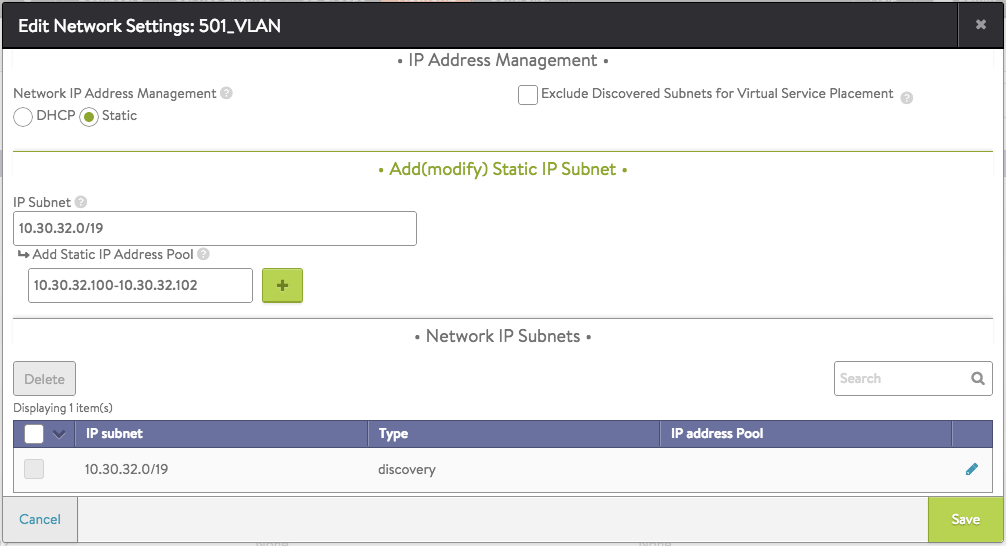 Edit Network Settings: 501_VLAN
• IP Address Management •
Network IP Address Management
Exclude Discovered Subnets for Virtual Service Placement
DHCP Static
• Add(modify) Static IP Subnet •
IP Subnet
10.30.32.0/19
Add Static IP Address Pool
10.30.32.100-10.30.32.102
• Network IP Subnets •
Delete
Search
Displaying 1 item(s)
IP subnet Type IP address Pool
10.30.32.0/19 discovery
Cancel
Save